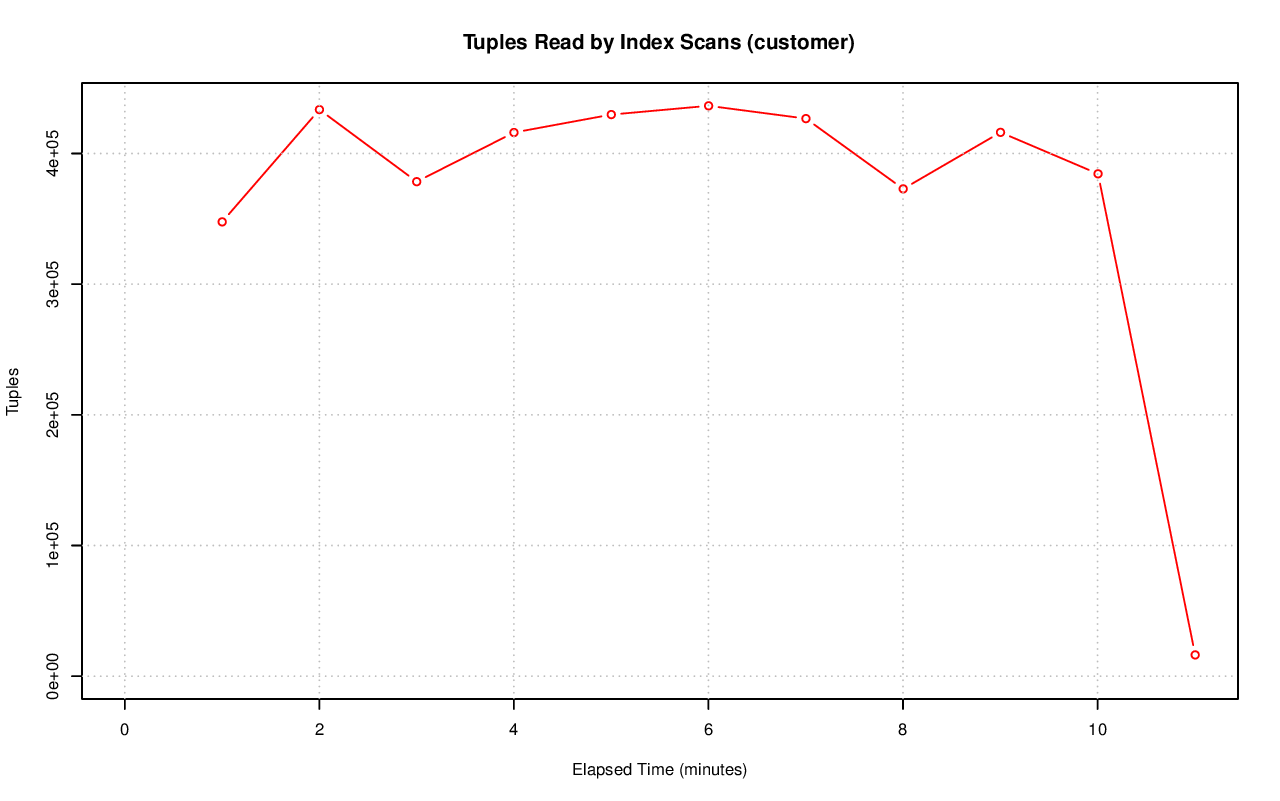 Tuples Read by Index Scans (customer)
Tuples
4e+05
3e+05
2e+05
1e+05
0e+00
0 2 4 6 8 10
Elapsed Time (minutes)